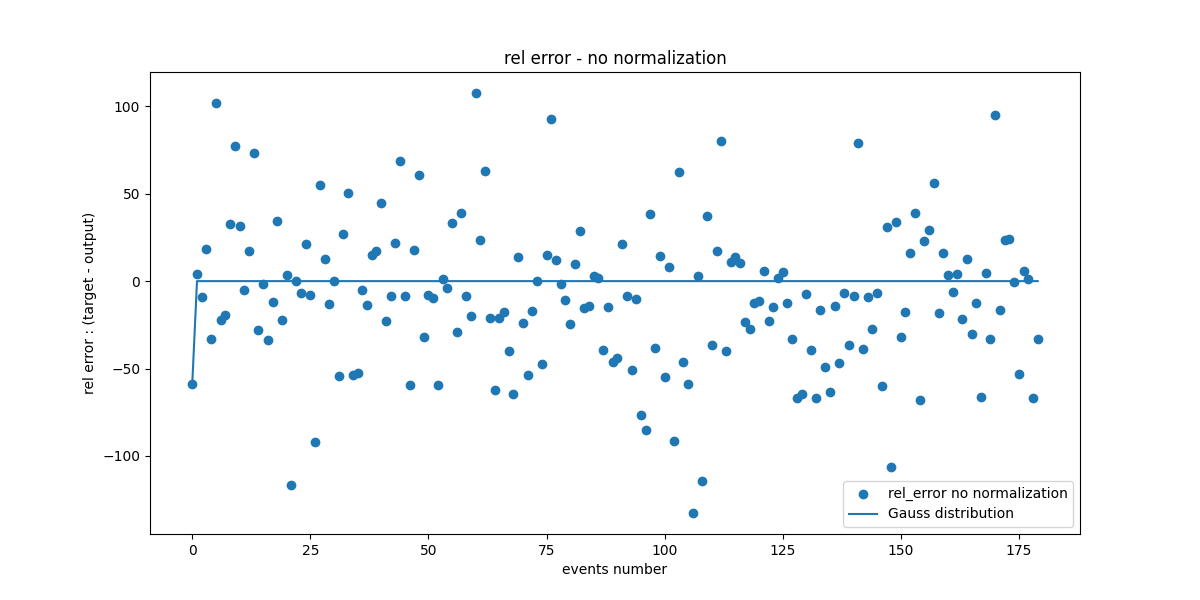 rel error - no normalization
rel error : (target - output)
100
50
0
−50
−100
rel_error no normalization
Gauss distribution
0 25 50 75 100 125 150 175
events number